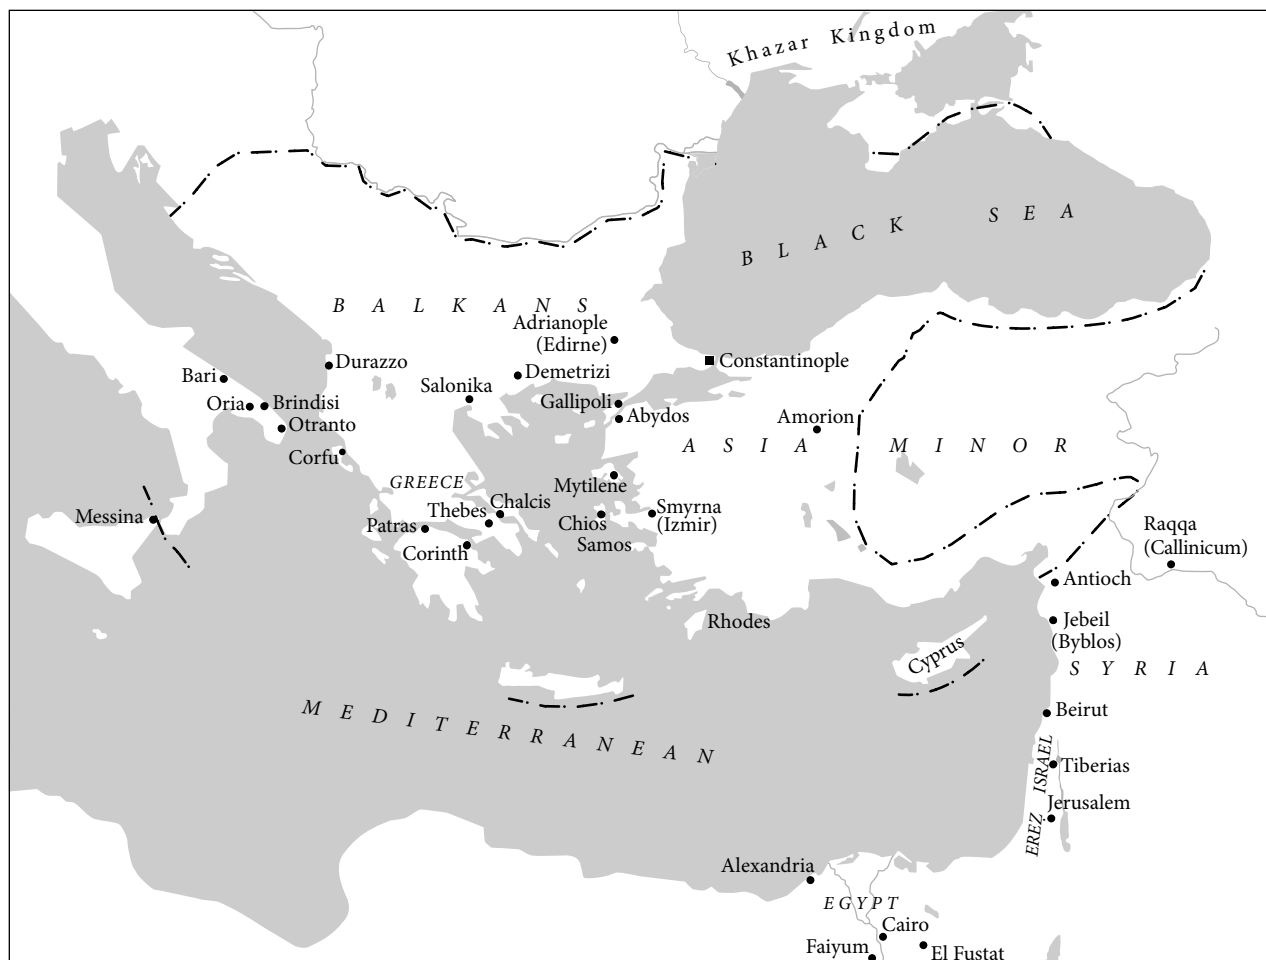 Khazar Kingdom
BLACK SEA
BALKANS
Adrianople
(Edirne)
Constantinople
Durazzo
Demetrizi
Bari
Salonika
Oria
Brindisi
Gallipoli
Abydos
Otranto
Amorion
Corfu
ASIA MINOR
GREECE
Mytilene
Chalcis
Thebes
Smyrna
(Izmir)
Messina
Patras
Chios
Raqqa
(Callinicum)
Corinth
Samos
Antioch
Rhodes
Jebeil
(Byblos)
Cyprus
SYRIA
MEDITERRANEAN
Beirut
EREZ ISRAEL
Tiberias
Jerusalem
Alexandria
EGYPT
Cairo
Faiyum
El Fustat